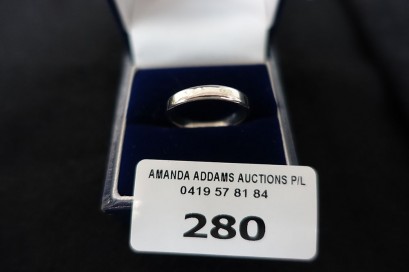 AMANDA ADDAMS AUCTIONS P/L
0419 57 81 84
280